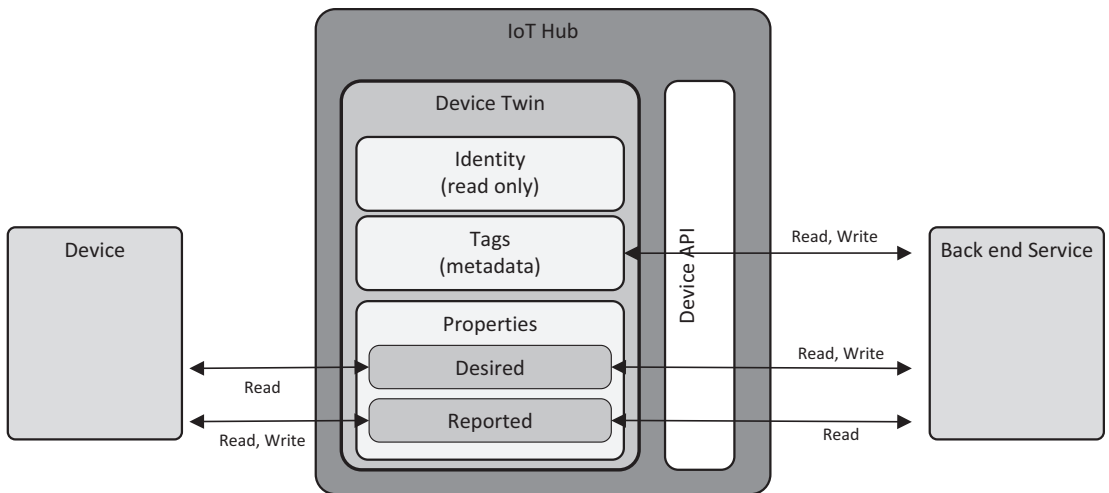 IoT Hub
Device Twin
Identity
(read only)
Tags
(metadata)
Properties
Desired
Reported
Device API
Device
Back end Service
Read, Write
Read, Write
Read
Read
Read, Write